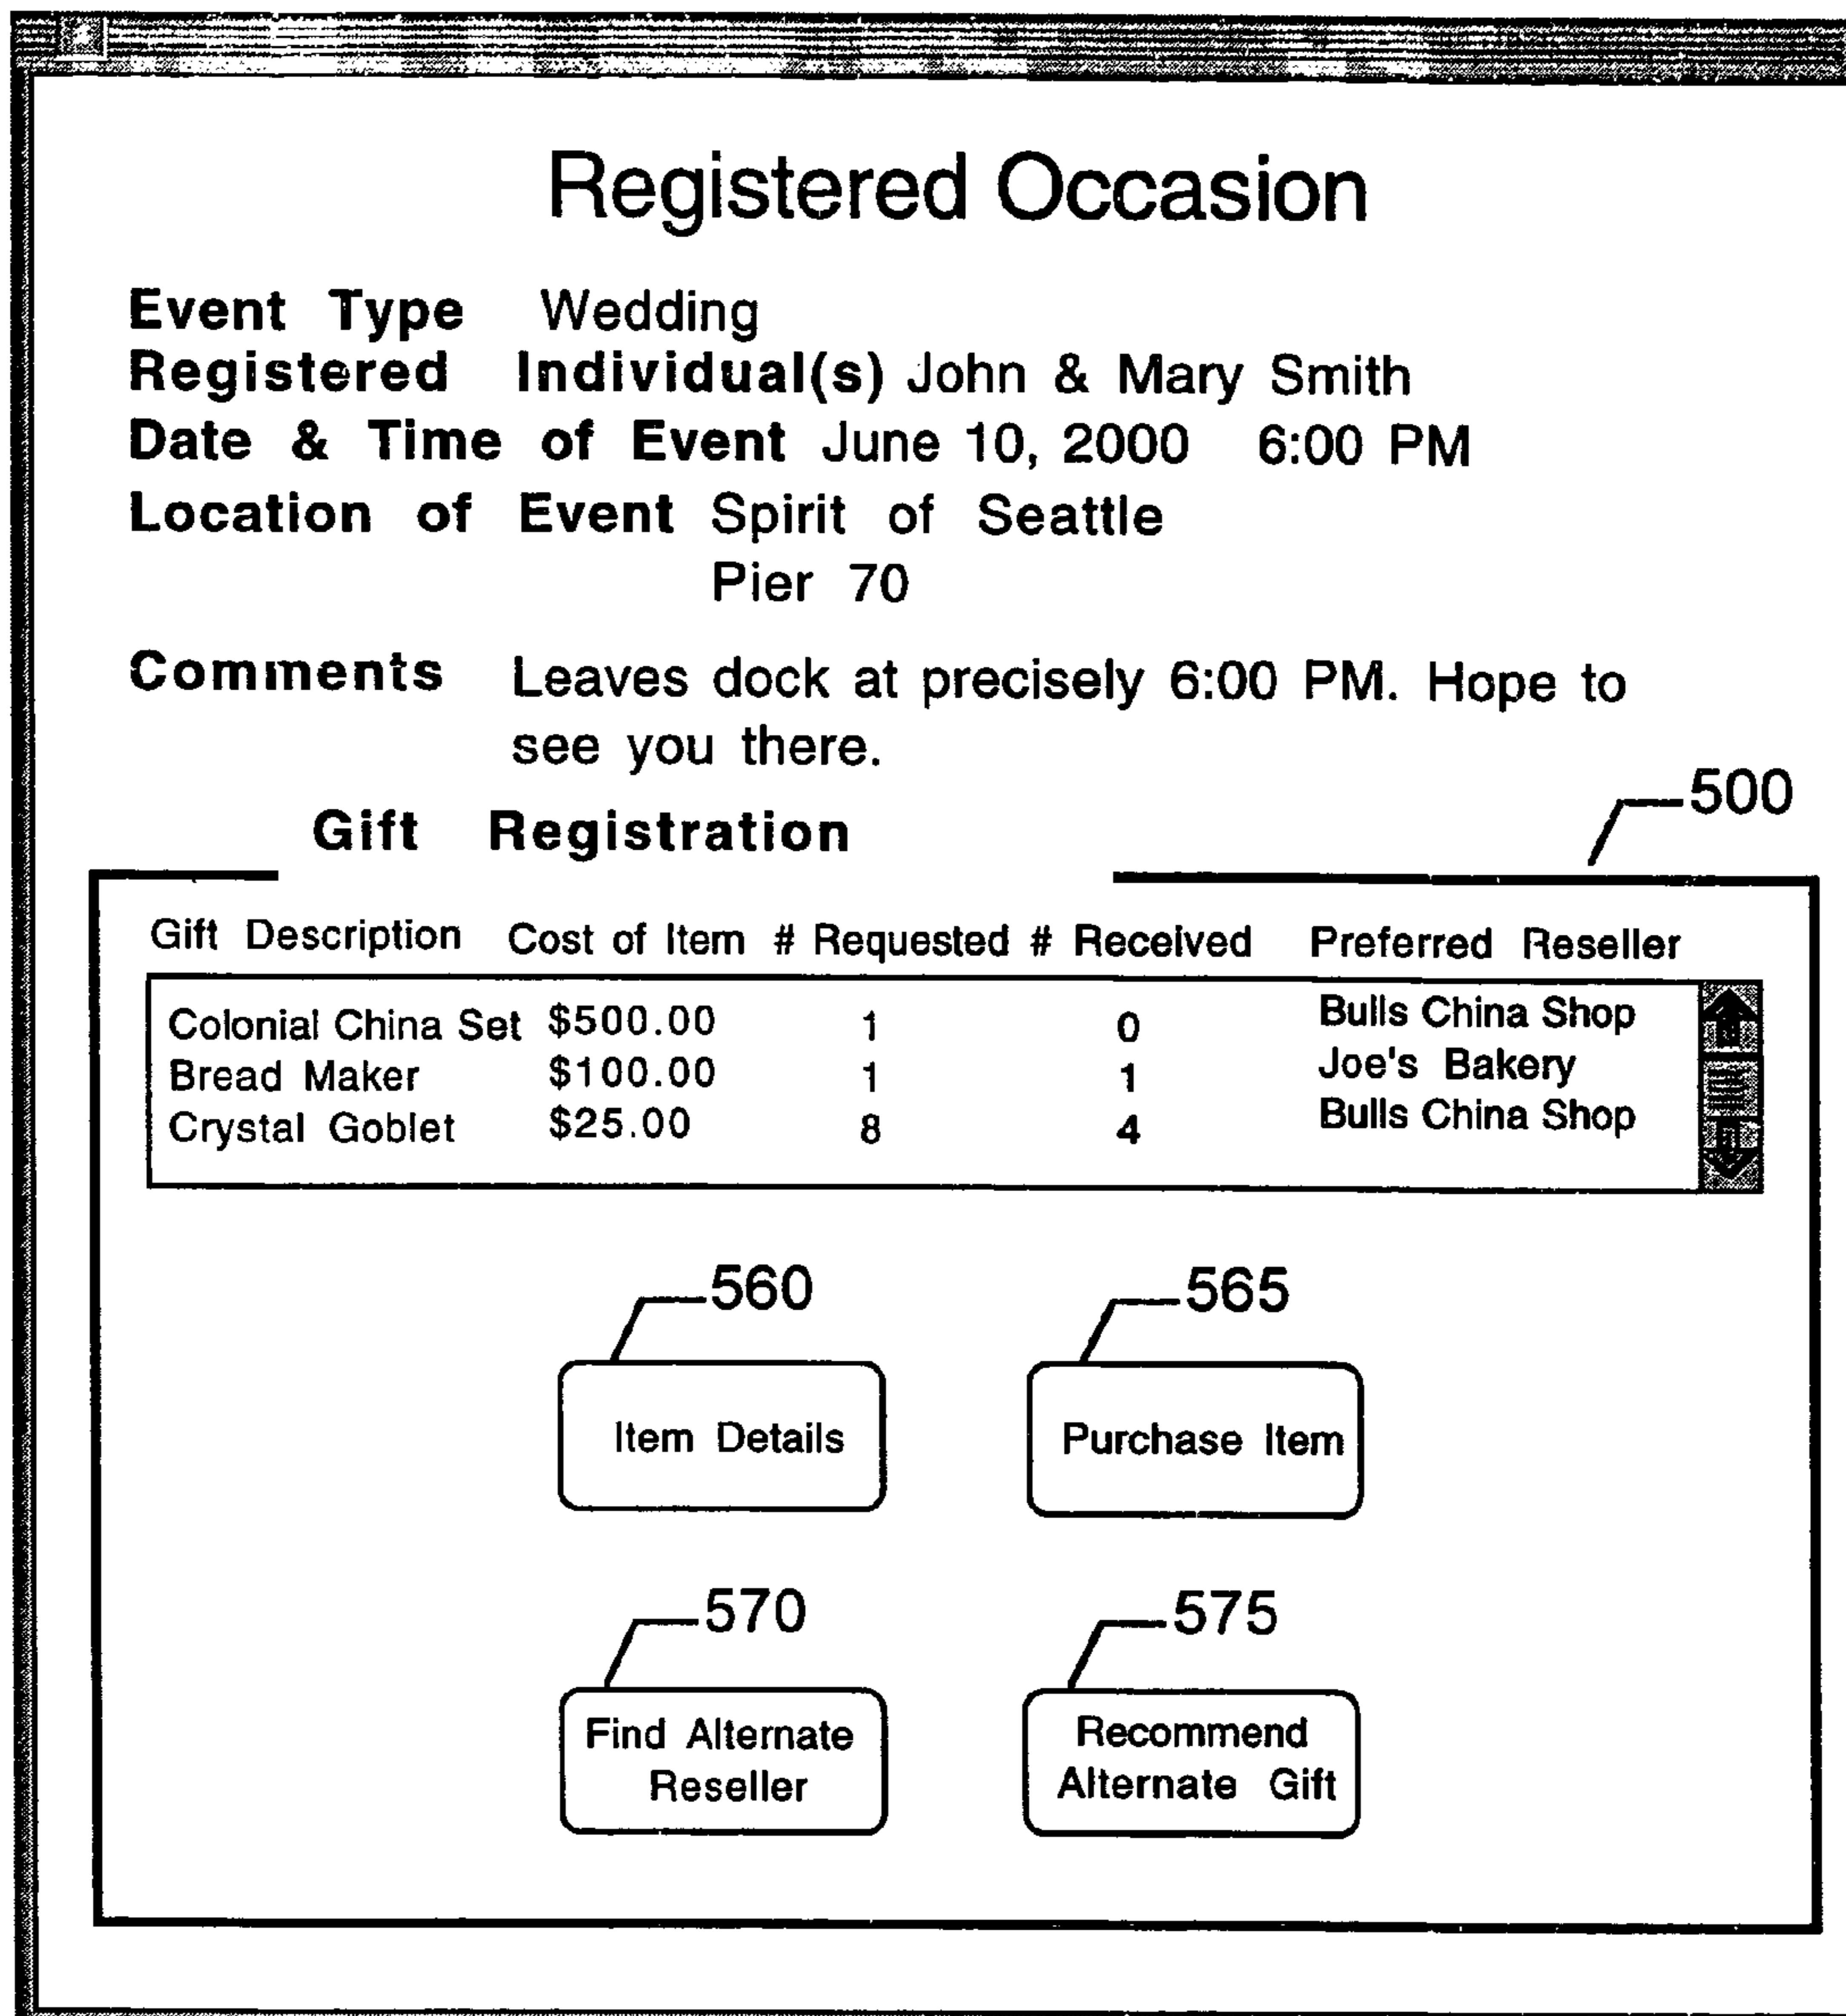 Registered Occasion
Event Type Wedding
Registered Individual(s) John & Mary Smith
Date & Time of Event June 10, 2000 6:00 PM
Location of Event Spirit of Seattle
Pier 70
Comments Leaves dock at precisely 6:00 PM. Hope to
see you there.
500
Gift Registration
Gift Description Cost of Item # Requested # Received Preferred Reseller
Colonial China Set $500.00 1 0 Bulls China Shop
Bread Maker $100.00 1 1 Joe's Bakery
Crystal Goblet $25.00 8 4 Bulls China Shop
560 565
Item Details Purchase Item
570 575
Find Alternate Recommend
Reseller Alternate Gift